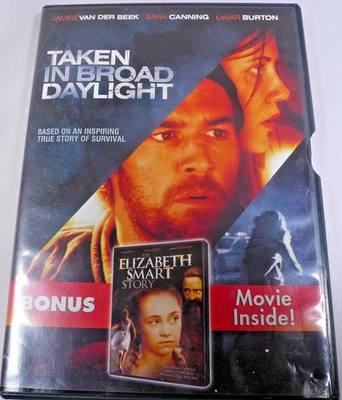 JAMES VAN DER BEEK SARA CANNING LeVAR BURTON
TAKEN
IN BROAD
DAYLIGHT
BASED ON AN INSPIRING
TRUE STORY OF SURVIVAL
BONUS
Movie
Inside!
ELIZABETH
SMART
STORY